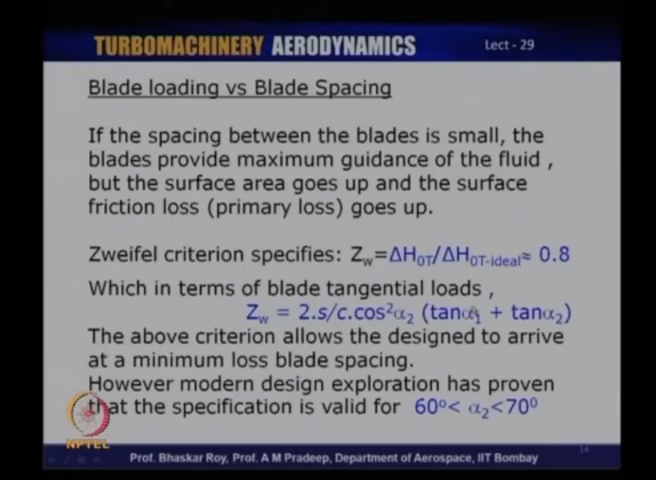 TURBOMACHINERY AERODYNAMICS Lect - 29
Blade loading vs Blade Spacing
If the spacing between the blades is small, the
blades provide maximum guidance of the fluid ,
but the surface area goes up and the surface
friction loss (primary loss) goes up.
Zweifel criterion specifies: Zw=ΔH0T/ΔH0T-ideal≈ 0.8
Which in terms of blade tangential loads ,
Zw = 2.s/c.cos²α₂ (tanα₁ + tanα₂)
The above criterion allows the designed to arrive
at a minimum loss blade spacing.
However modern design exploration has proven
that the specification is valid for 60⁰< α₂<70⁰
NPTEL
Prof. Bhaskar Roy, Prof. A M Pradeep, Department of Aerospace, IIT Bombay
14